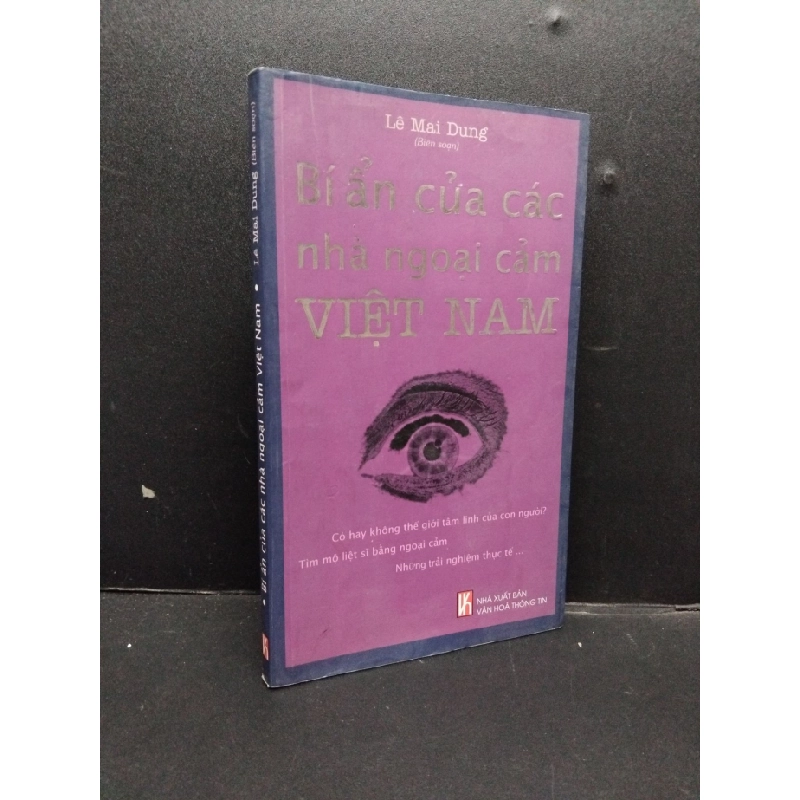 Lê Mai Dung
(Biên soạn)
Bí ẩn của các
nhà ngoại cảm
VIỆT NAM
Có hay không thế giới tâm linh của con người?
Tìm mộ liệt sĩ bằng ngoại cảm
Những trải nghiệm thực tế ...
NHÀ XUẤT BẢN
VĂN HOÁ THÔNG TIN
• Bí ẩn của các nhà ngoại cảm Việt Nam • Lê Mai Dung (Biên soạn)